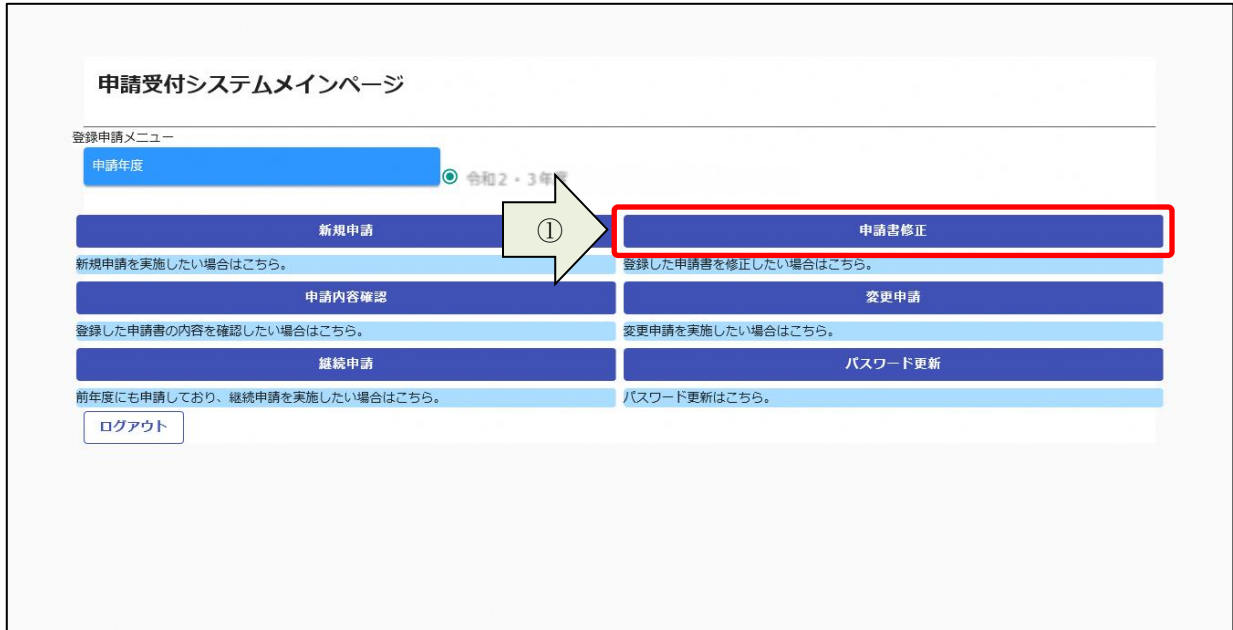 申請受付システムメインページ
登録申請メニュー
申請年度
令和2・3年度
新規申請
①
申請書修正
新規申請を実施したい場合はこちら。
登録した申請書を修正したい場合はこちら。
申請内容確認
変更申請
登録した申請書の内容を確認したい場合はこちら。
変更申請を実施したい場合はこちら。
継続申請
パスワード更新
前年度にも申請しており、継続申請を実施したい場合はこちら。
パスワード更新はこちら。
ログアウト